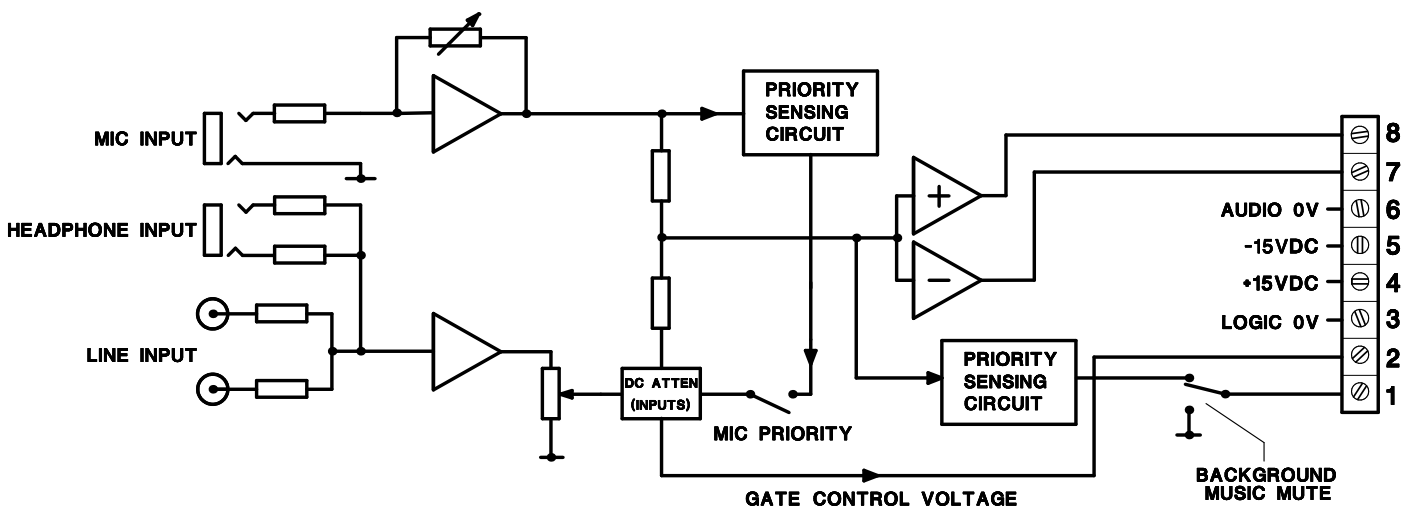 PRIORITY
SENSING
CIRCUIT
MIC INPUT
8
7
HEADPHONE INPUT
+
AUDIO 0V
6
-15VDC
5
−
+15VDC
4
LOGIC 0V
3
LINE INPUT
PRIORITY
SENSING
CIRCUIT
2
DC ATTEN
(INPUTS)
1
MIC PRIORITY
BACKGROUND
MUSIC MUTE
GATE CONTROL VOLTAGE